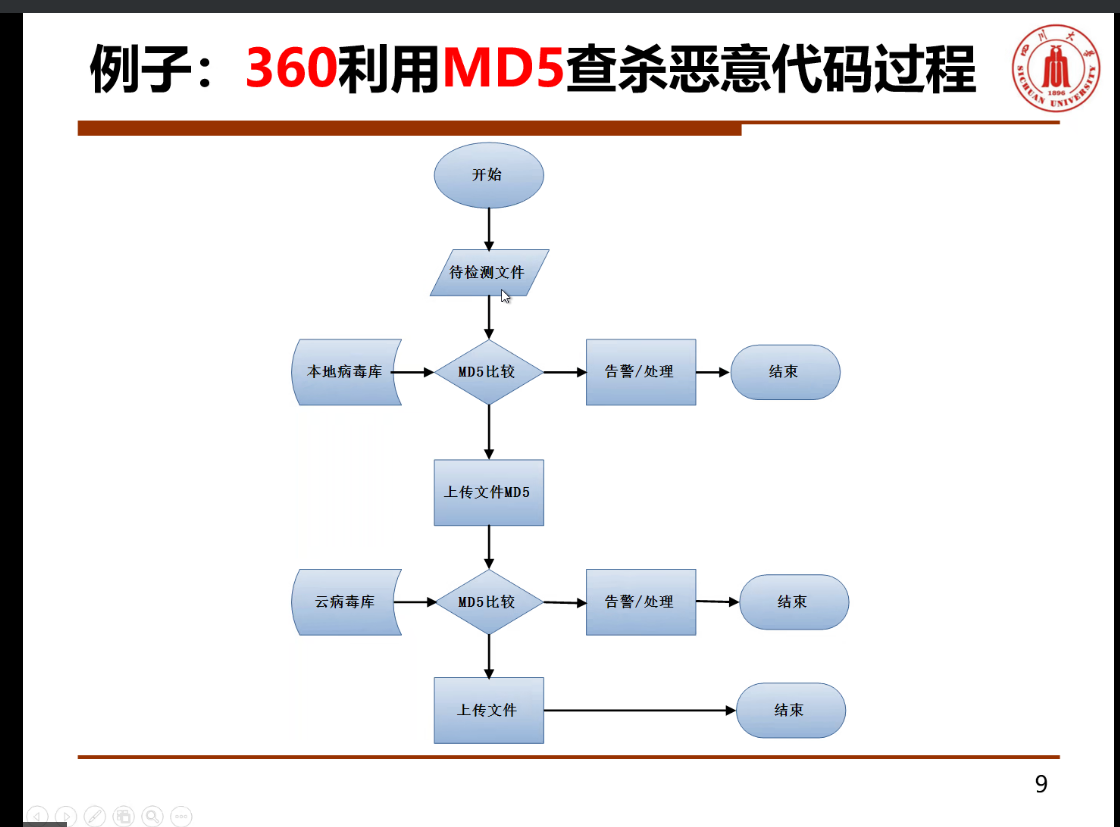 例子：360利用MD5查杀恶意代码过程
四川大学
SICHUAN UNIVERSITY
1896
开始
待检测文件
本地病毒库
MD5比较
告警/处理
结束
上传文件MD5
云病毒库
MD5比较
告警/处理
结束
上传文件
结束
9